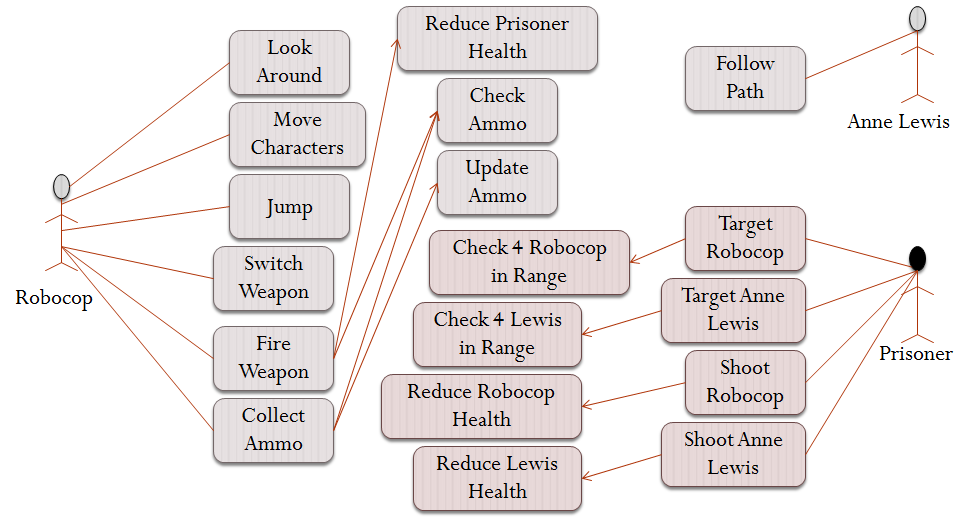 Look
Around
Move
Characters
Jump
Switch
Weapon
Fire
Weapon
Collect
Ammo
Robocop
Reduce Prisoner
Health
Check
Ammo
Update
Ammo
Check 4 Robocop
in Range
Check 4 Lewis
in Range
Reduce Robocop
Health
Reduce Lewis
Health
Follow
Path
Anne Lewis
Target
Robocop
Target Anne
Lewis
Shoot
Robocop
Shoot Anne
Lewis
Prisoner